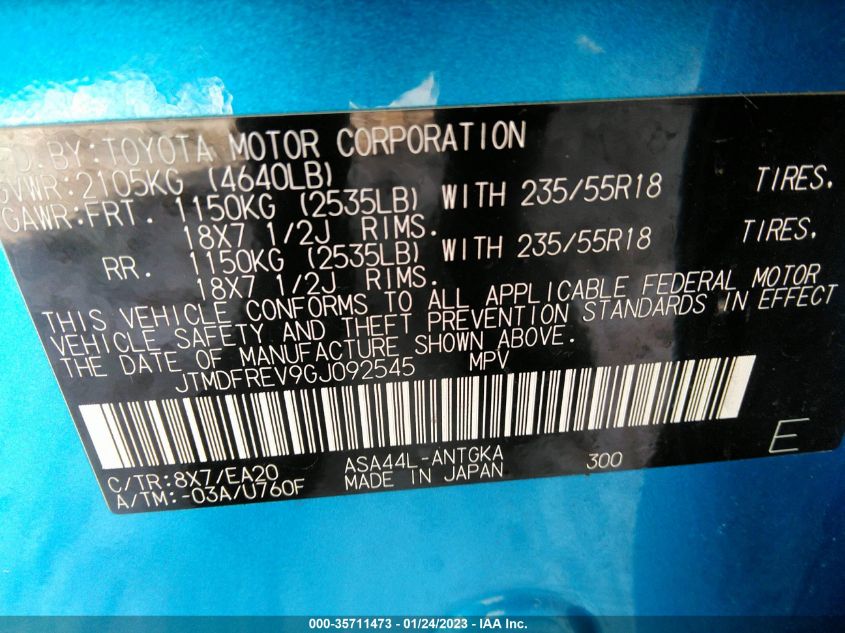 FD. BY: TOYOTA MOTOR CORPORATION
GVWR: 2105KG (4640LB)
GAWR: FRT. 1150KG (2535LB) WITH 235/55R18 TIRES.
18X7 1/2J RIMS.
RR. 1150KG (2535LB) WITH 235/55R18 TIRES.
18X7 1/2J RIMS.
THIS VEHICLE CONFORMS TO ALL APPLICABLE FEDERAL MOTOR
VEHICLE SAFETY AND THEFT PREVENTION STANDARDS IN EFFECT
THE DATE OF MANUFACTURE SHOWN ABOVE.
JTMDFREV9GJ092545 MPV
E
C/TR:8X7/EA20 ASA44L-ANTGKA 300
A/TM:-03A/U760F MADE IN JAPAN
000-35711473 - 01/24/2023 - IAA Inc.